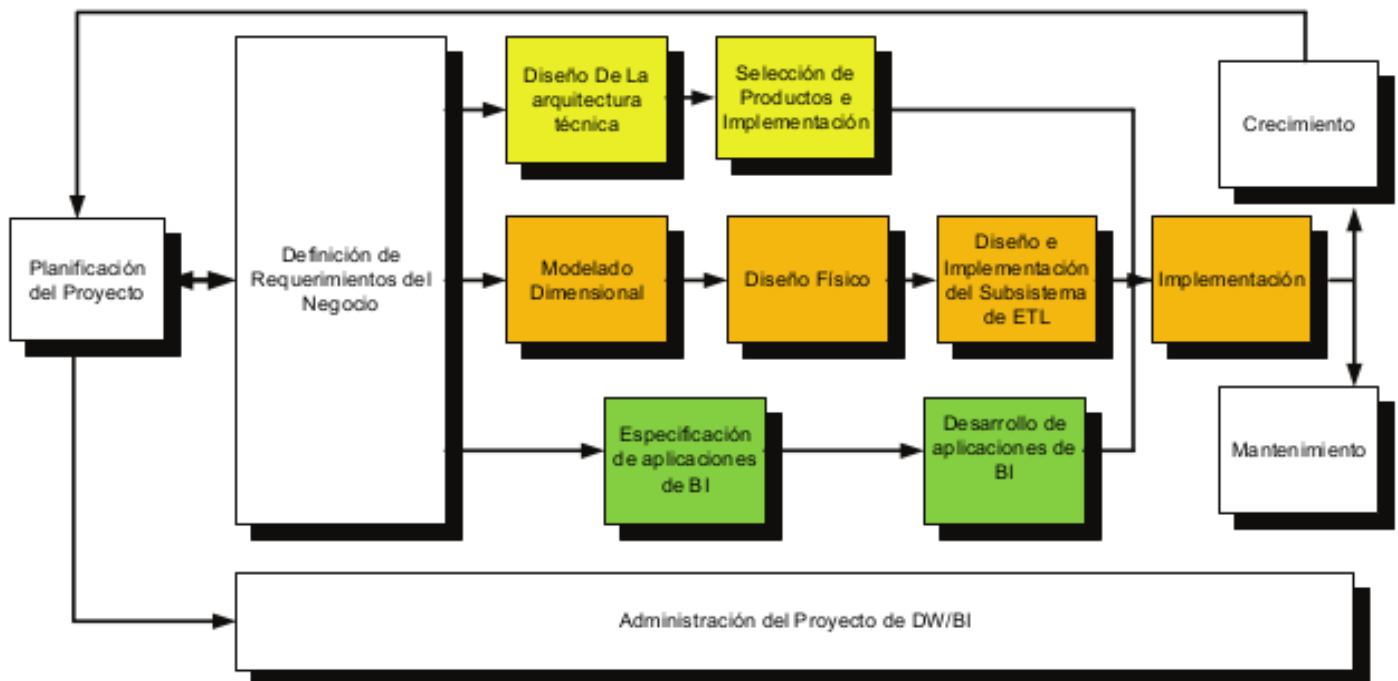 Diseño De La
arquitectura
técnica
Selección de
Productos e
Implementación
Crecimiento
Planificación
del Proyecto
Definición de
Requerimientos del
Negocio
Modelado
Dimensional
Diseño Físico
Diseño e
Implementación
del Subsistema
de ETL
Implementación
Especificación
de aplicaciones
de BI
Desarrollo de
aplicaciones de
BI
Mantenimiento
Administración del Proyecto de DW/BI